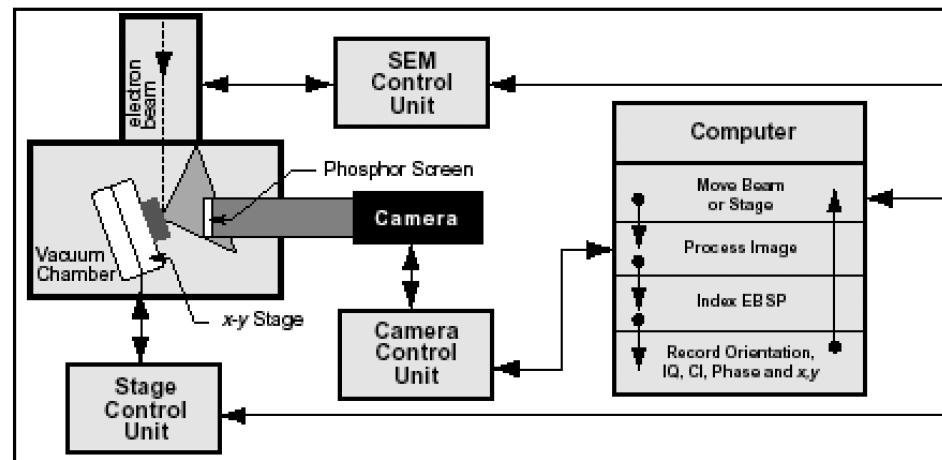 electron
beam
SEM
Control
Unit
Computer
Phosphor Screen
Camera
Move Beam
or Stage
Process Image
Index EBSP
Record Orientation,
IQ, CI, Phase and x,y
Vacuum
Chamber
x-y Stage
Camera
Control
Unit
Stage
Control
Unit